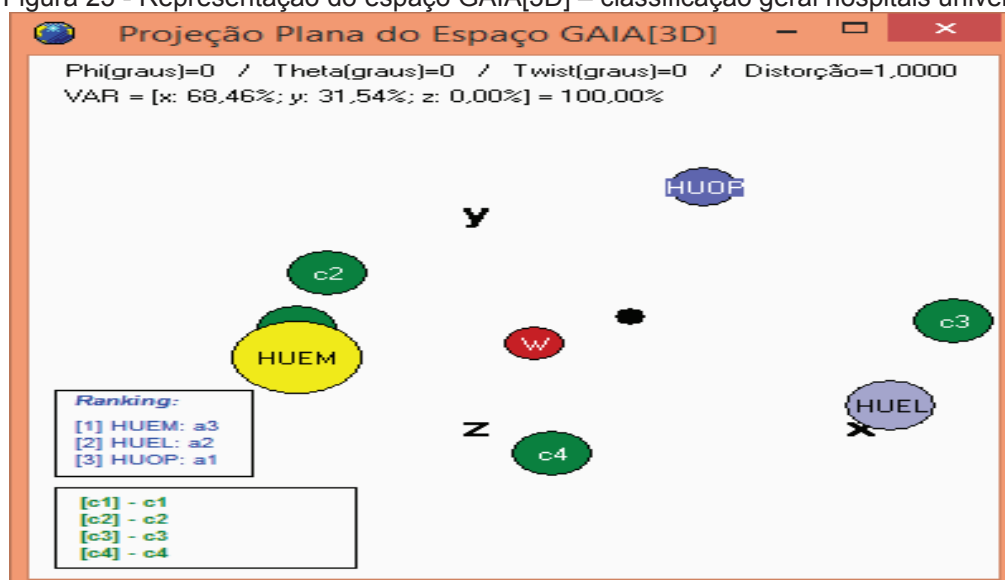 Figura 25 - Representação do espaço GAIA[3D] – classificação geral hospitais
Projeção Plana do Espaço GAIA[3D]
Phi(graus)=0 / Theta(graus)=0 / Twist(graus)=0 / Distorção=1,0000
VAR = [x: 68,46%; y: 31,54%; z: 0,00%] = 100,00%
HUOP
y
c2
c3
W
HUEM
HUEL
x
z
c4
Ranking:
[1] HUEM: a3
[2] HUEL: a2
[3] HUOP: a1
[c1] - c1
[c2] - c2
[c3] - c3
[c4] - c4